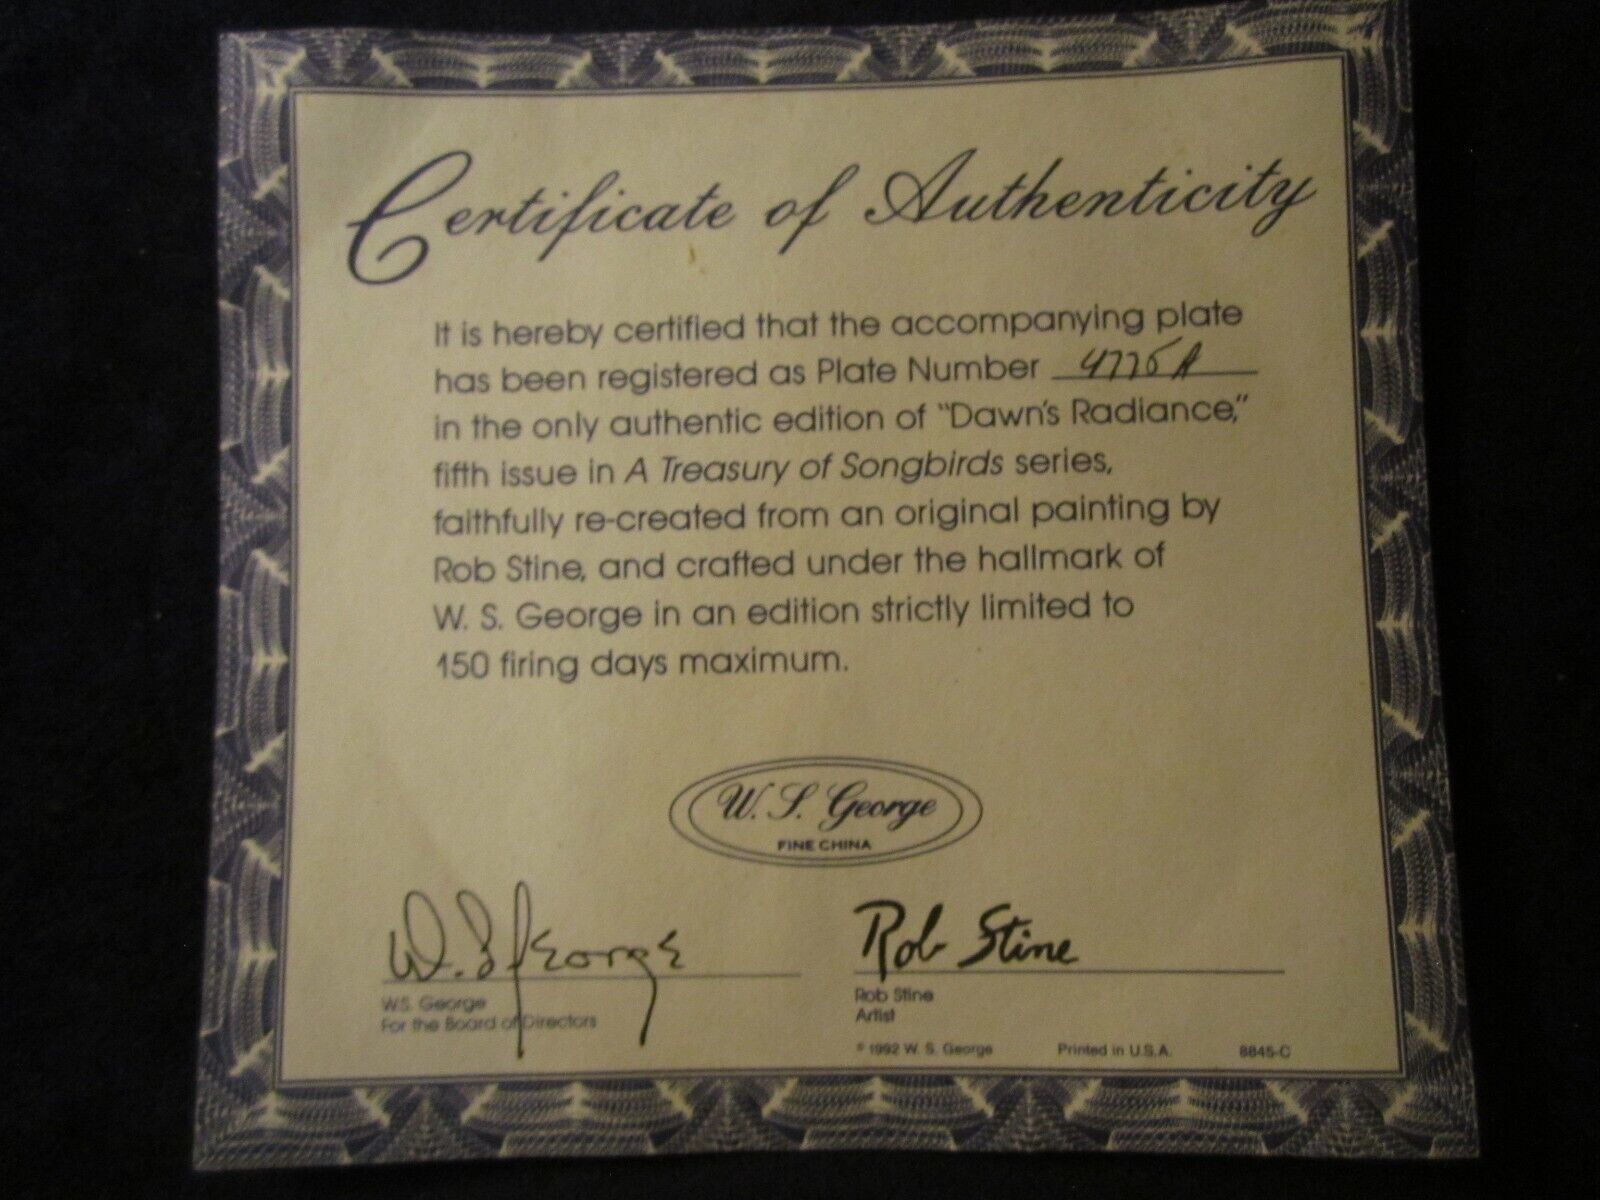 Certificate of Authenticity
It is hereby certified that the accompanying plate
has been registered as Plate Number 4775A
in the only authentic edition of "Dawn's Radiance,"
fifth issue in A Treasury of Songbirds series,
faithfully re-created from an original painting by
Rob Stine, and crafted under the hallmark of
W. S. George in an edition strictly limited to
150 firing days maximum.
W. S. George
FINE CHINA
W. S. George
Rob Stine
W.S. George
For the Board of Directors
Rob Stine
Artist
© 1992 W. S. George Printed in U.S.A. 8845-C